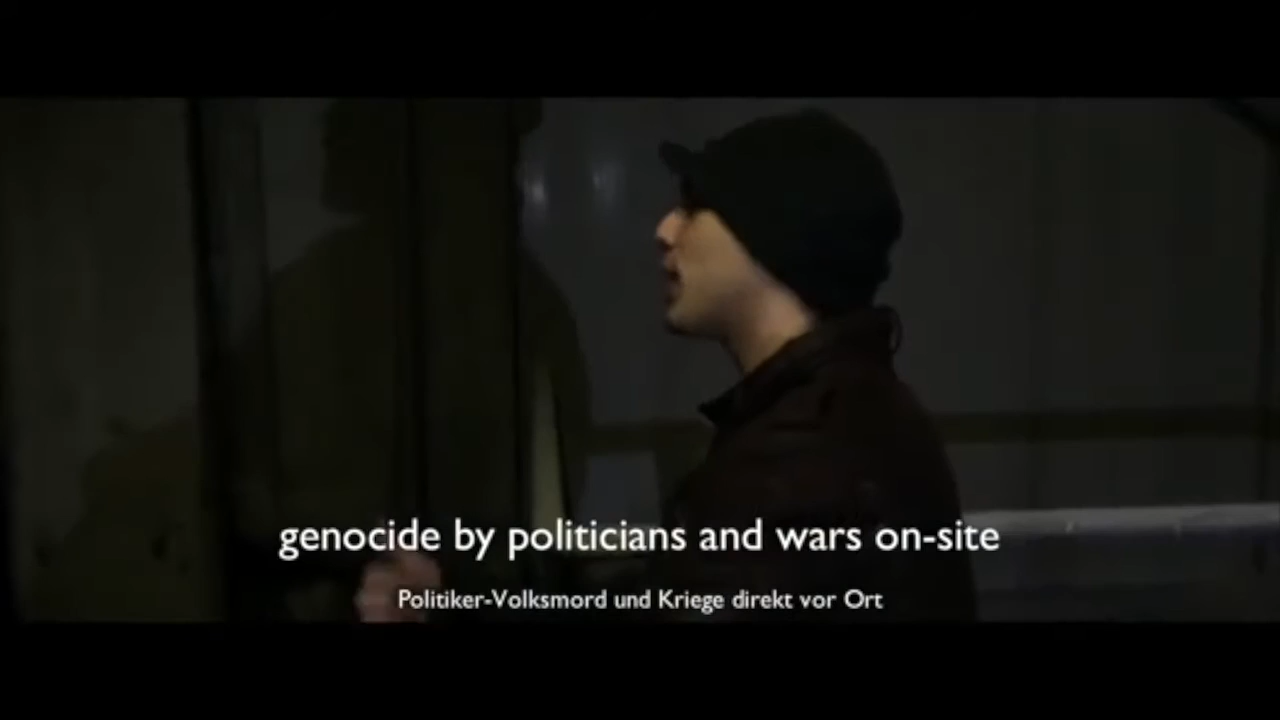 genocide by politicians and wars on-site
Politiker-Volksmord und Kriege direkt vor Ort